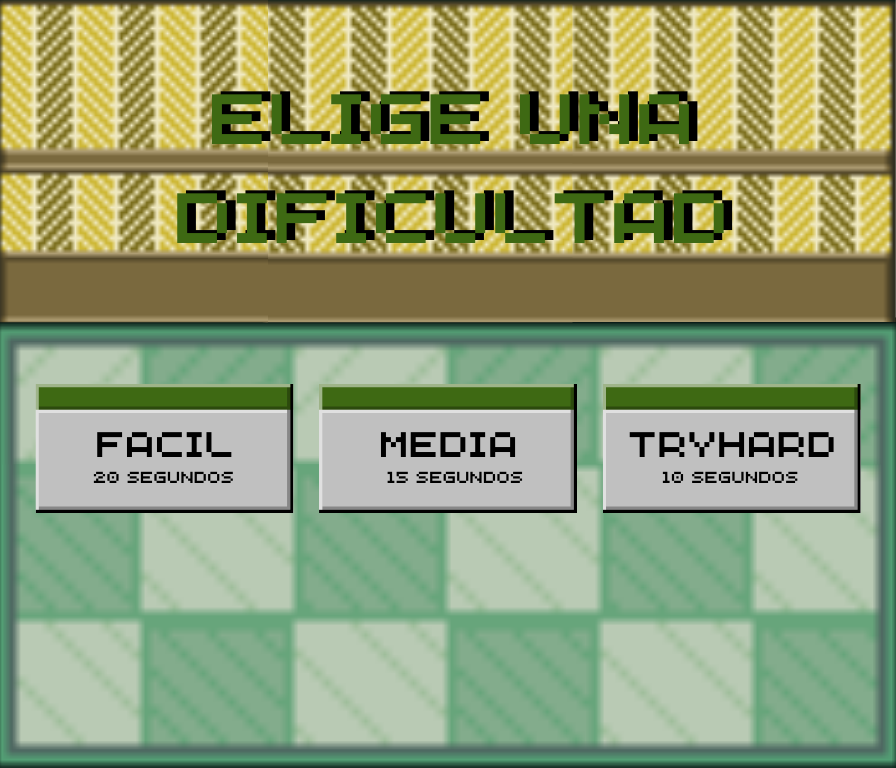 ELIGE UNA
DIFICULTAD
FACIL
20 SEGUNDOS
MEDIA
15 SEGUNDOS
TRYHARD
10 SEGUNDOS